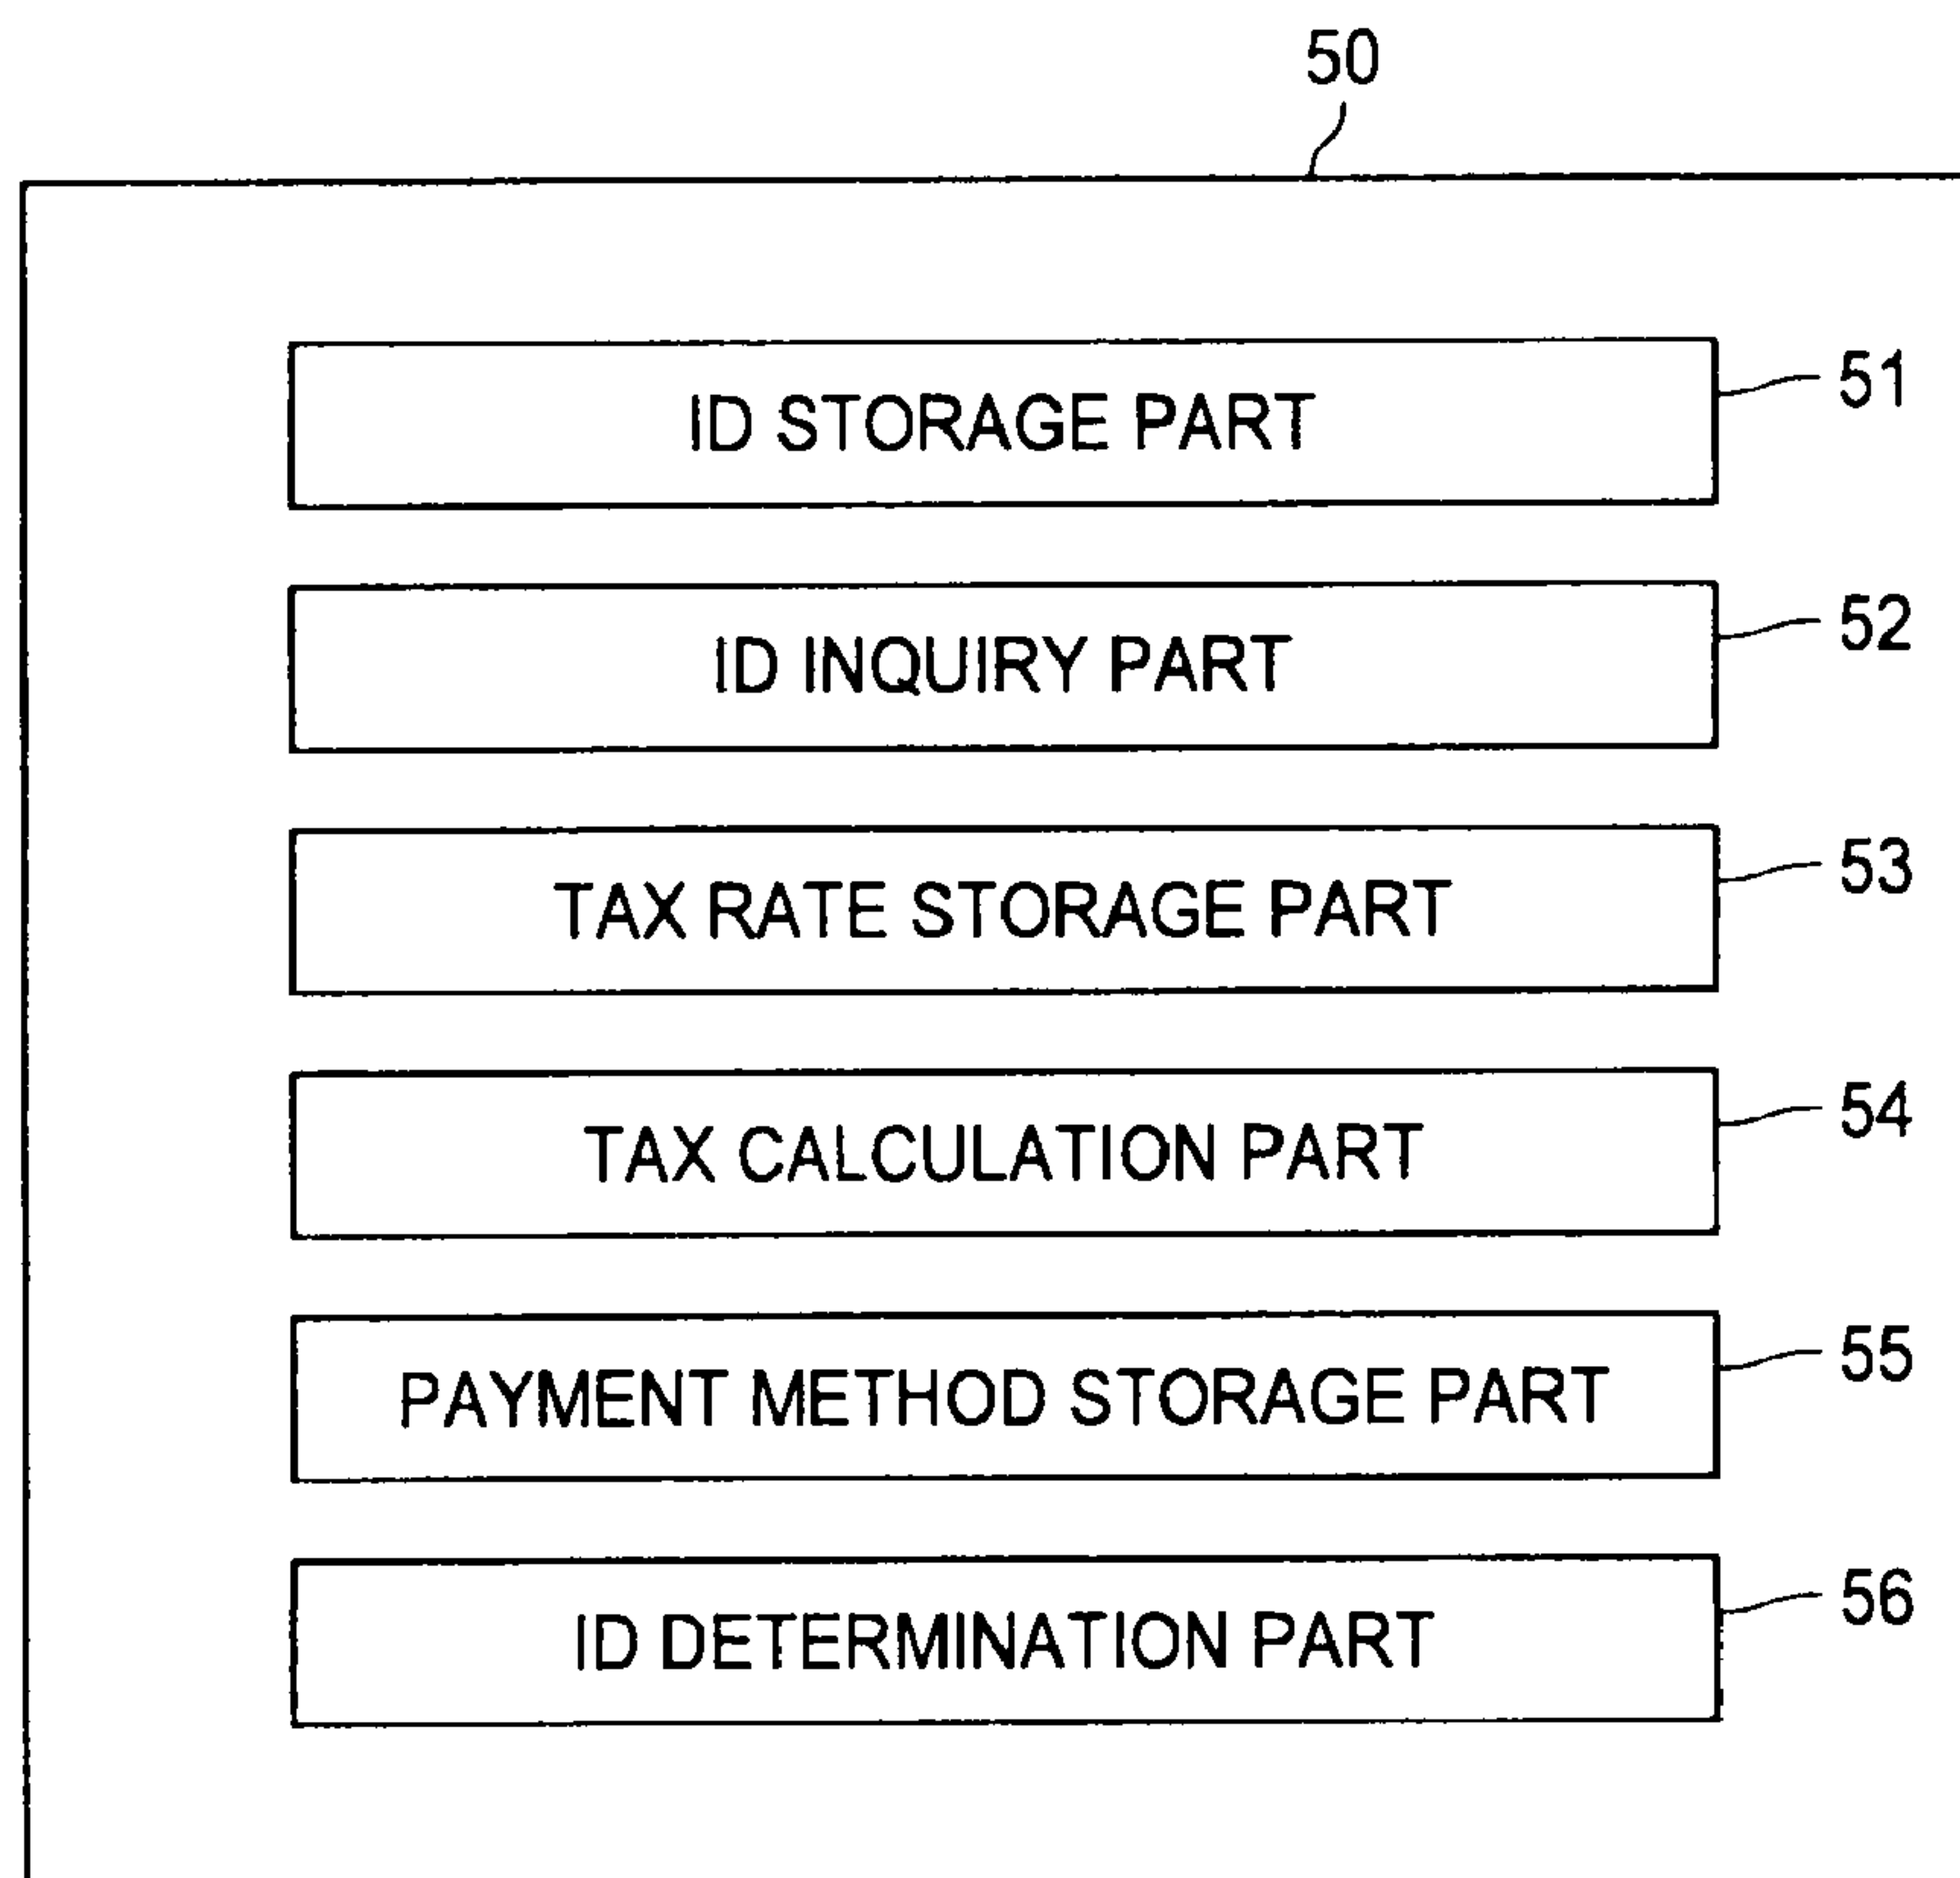 50
ID STORAGE PART 51
ID INQUIRY PART 52
TAX RATE STORAGE PART 53
TAX CALCULATION PART 54
PAYMENT METHOD STORAGE PART 55
ID DETERMINATION PART 56